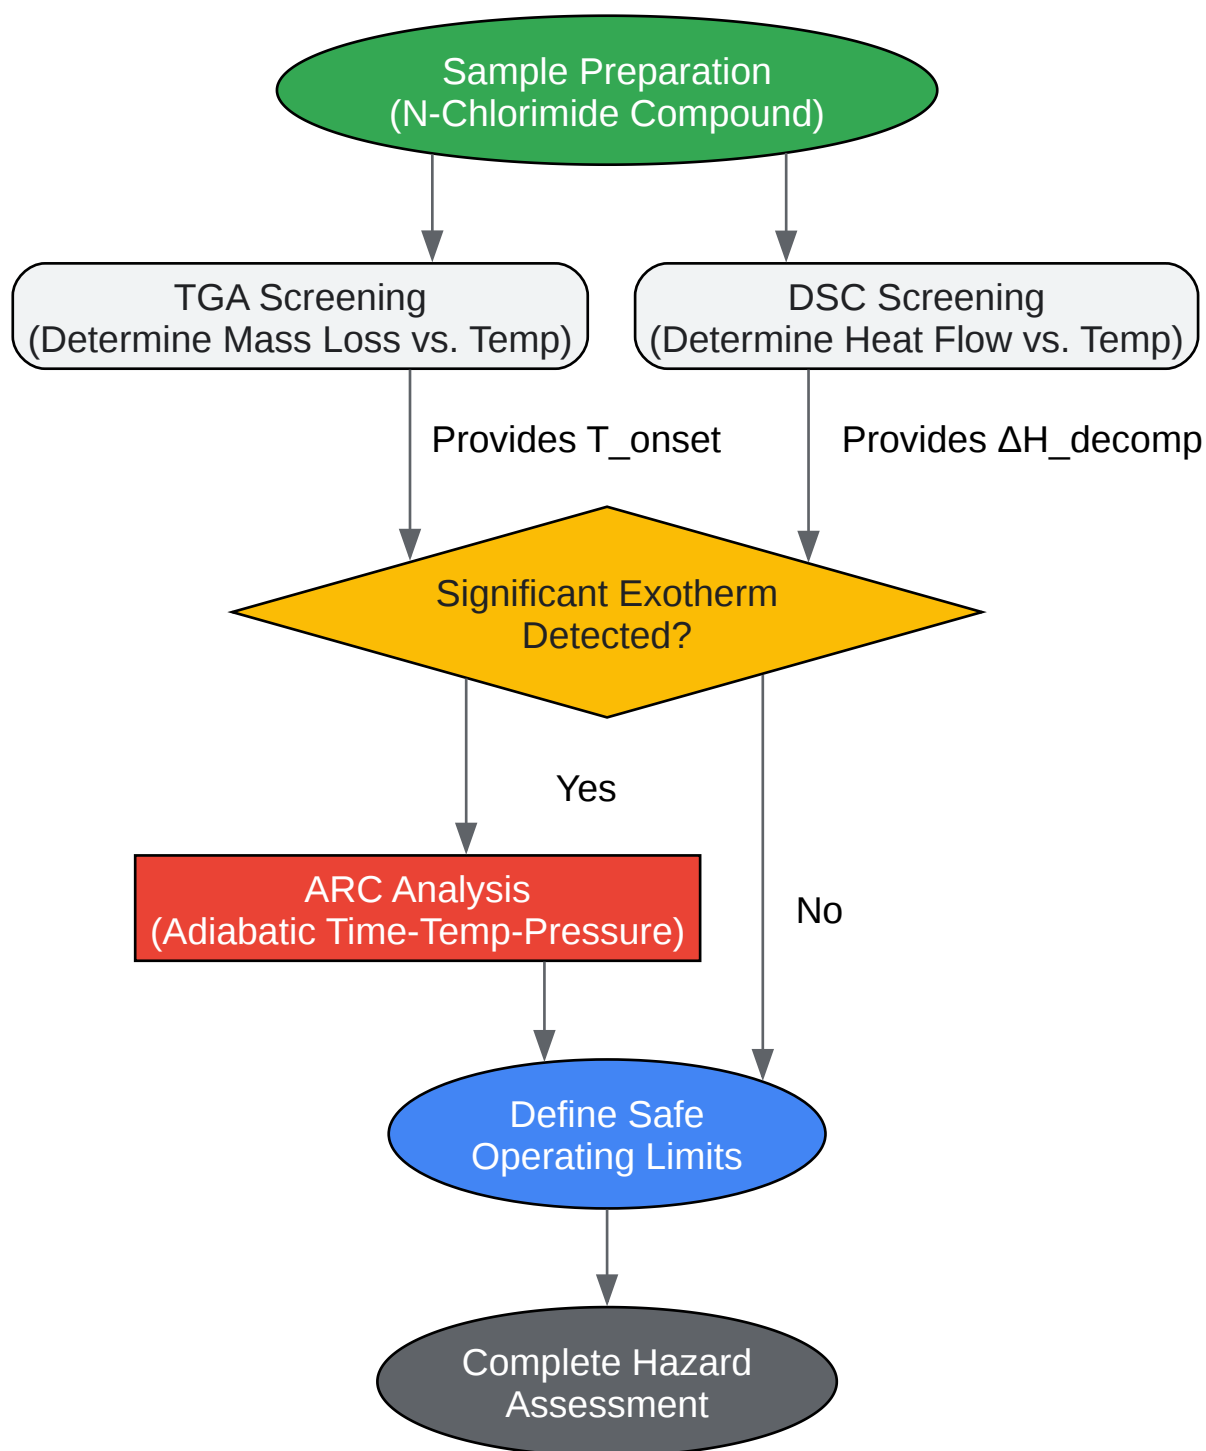 Sample Preparation
(N-Chlorimide Compound)
TGA Screening
(Determine Mass Loss vs. Temp)
DSC Screening
(Determine Heat Flow vs. Temp)
Provides T_onset
Provides ΔH_decomp
Significant Exotherm
Detected?
Yes
ARC Analysis
(Adiabatic Time-Temp-Pressure)
No
Define Safe
Operating Limits
Complete Hazard
Assessment